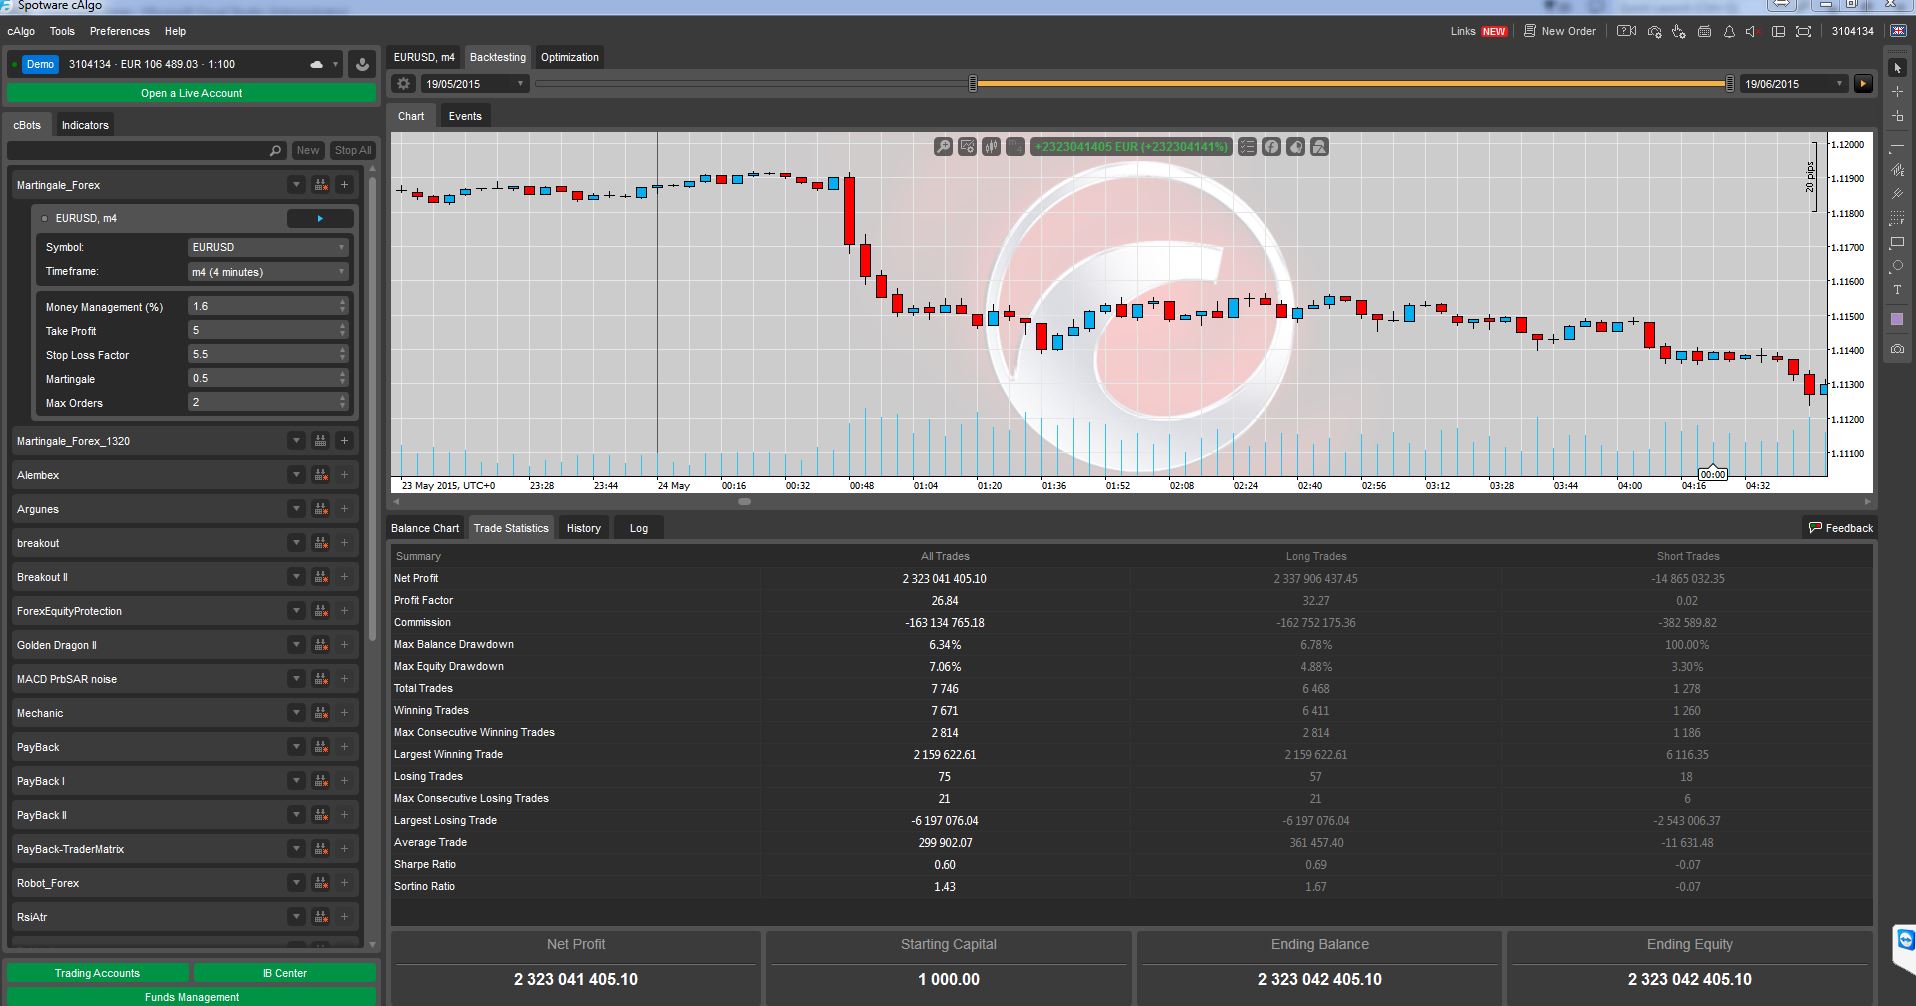 Spotware cAlgo
cAlgo Tools Preferences Help
Links NEW New Order 3104134
Demo 3104134 · EUR 106 489.03 · 1:100
Open a Live Account
cBots Indicators
New Stop All
Martingale_Forex
EURUSD, m4
Symbol: EURUSD
Timeframe: m4 (4 minutes)
Money Management (%) 1.6
Take Profit 5
Stop Loss Factor 5.5
Martingale 0.5
Max Orders 2
Martingale_Forex_1320
Alembex
Argunes
breakout
Breakout II
ForexEquityProtection
Golden Dragon II
MACD PrbSAR noise
Mechanic
PayBack
PayBack I
PayBack II
PayBack-TraderMatrix
Robot_Forex
RsiAtr
Trading Accounts IB Center
Funds Management
EURUSD, m4 Backtesting Optimization
19/05/2015 19/06/2015
Chart Events
+2323041405 EUR (+232304141%)
20 pips
1.12000
1.11900
1.11800
1.11700
1.11600
1.11500
1.11400
1.11300
1.11200
1.11100
00:00
23 May 2015, UTC+0 23:28 23:44 24 May 00:16 00:32 00:48 01:04 01:20 01:36 01:52 02:08 02:24 02:40 02:56 03:12 03:28 03:44 04:00 04:16 04:32
Balance Chart Trade Statistics History Log Feedback
Summary All Trades Long Trades Short Trades
Net Profit 2 323 041 405.10 2 337 906 437.45 -14 865 032.35
Profit Factor 26.84 32.27 0.02
Commission -163 134 765.18 -162 752 175.36 -382 589.82
Max Balance Drawdown 6.34% 6.78% 100.00%
Max Equity Drawdown 7.06% 4.88% 3.30%
Total Trades 7 746 6 468 1 278
Winning Trades 7 671 6 411 1 260
Max Consecutive Winning Trades 2 814 2 814 1 186
Largest Winning Trade 2 159 622.61 2 159 622.61 6 116.35
Losing Trades 75 57 18
Max Consecutive Losing Trades 21 21 6
Largest Losing Trade -6 197 076.04 -6 197 076.04 -2 543 006.37
Average Trade 299 902.07 361 457.40 -11 631.48
Sharpe Ratio 0.60 0.69 -0.07
Sortino Ratio 1.43 1.67 -0.07
Net Profit Starting Capital Ending Balance Ending Equity
2 323 041 405.10 1 000.00 2 323 042 405.10 2 323 042 405.10